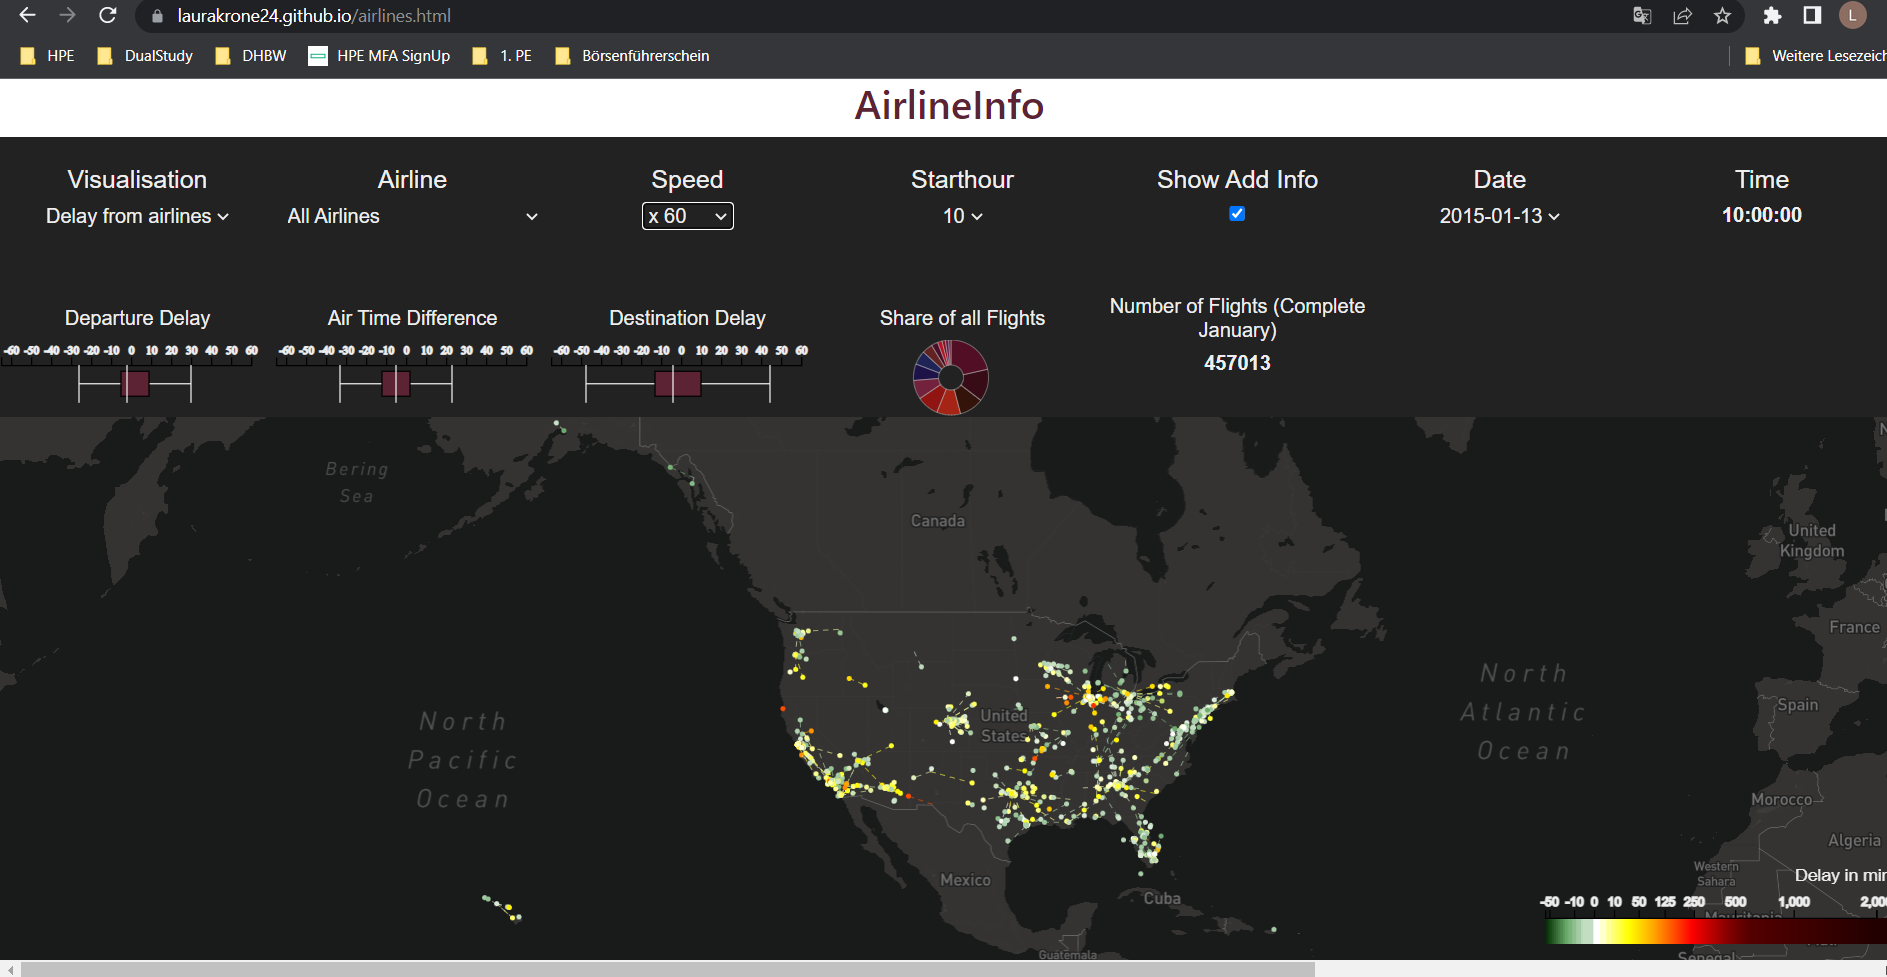 laurakrone24.github.io/airlines.html
L
HPE
DualStudy
DHBW
HPE MFA SignUp
1. PE
Börsenführerschein
Weitere Lesezeich
AirlineInfo
Visualisation
Airline
Speed
Starthour
Show Add Info
Date
Time
Delay from airlines
All Airlines
x 60
10
2015-01-13
10:00:00
Departure Delay
Air Time Difference
Destination Delay
Share of all Flights
Number of Flights (Complete
January)
457013
-60 -50 -40 -30 -20 -10 0 10 20 30 40 50 60
-60 -50 -40 -30 -20 -10 0 10 20 30 40 50 60
-60 -50 -40 -30 -20 -10 0 10 20 30 40 50 60
Bering
Sea
Canada
United
Kingdom
France
North
Pacific
Ocean
United
States
North
Atlantic
Ocean
Spain
Morocco
Algeria
Western
Sahara
Mexico
Cuba
Guatemala
Delay in min
-50 -10 0 10 50 125 250 500 1,000 2,00
Mauritania
Mali
Senegal